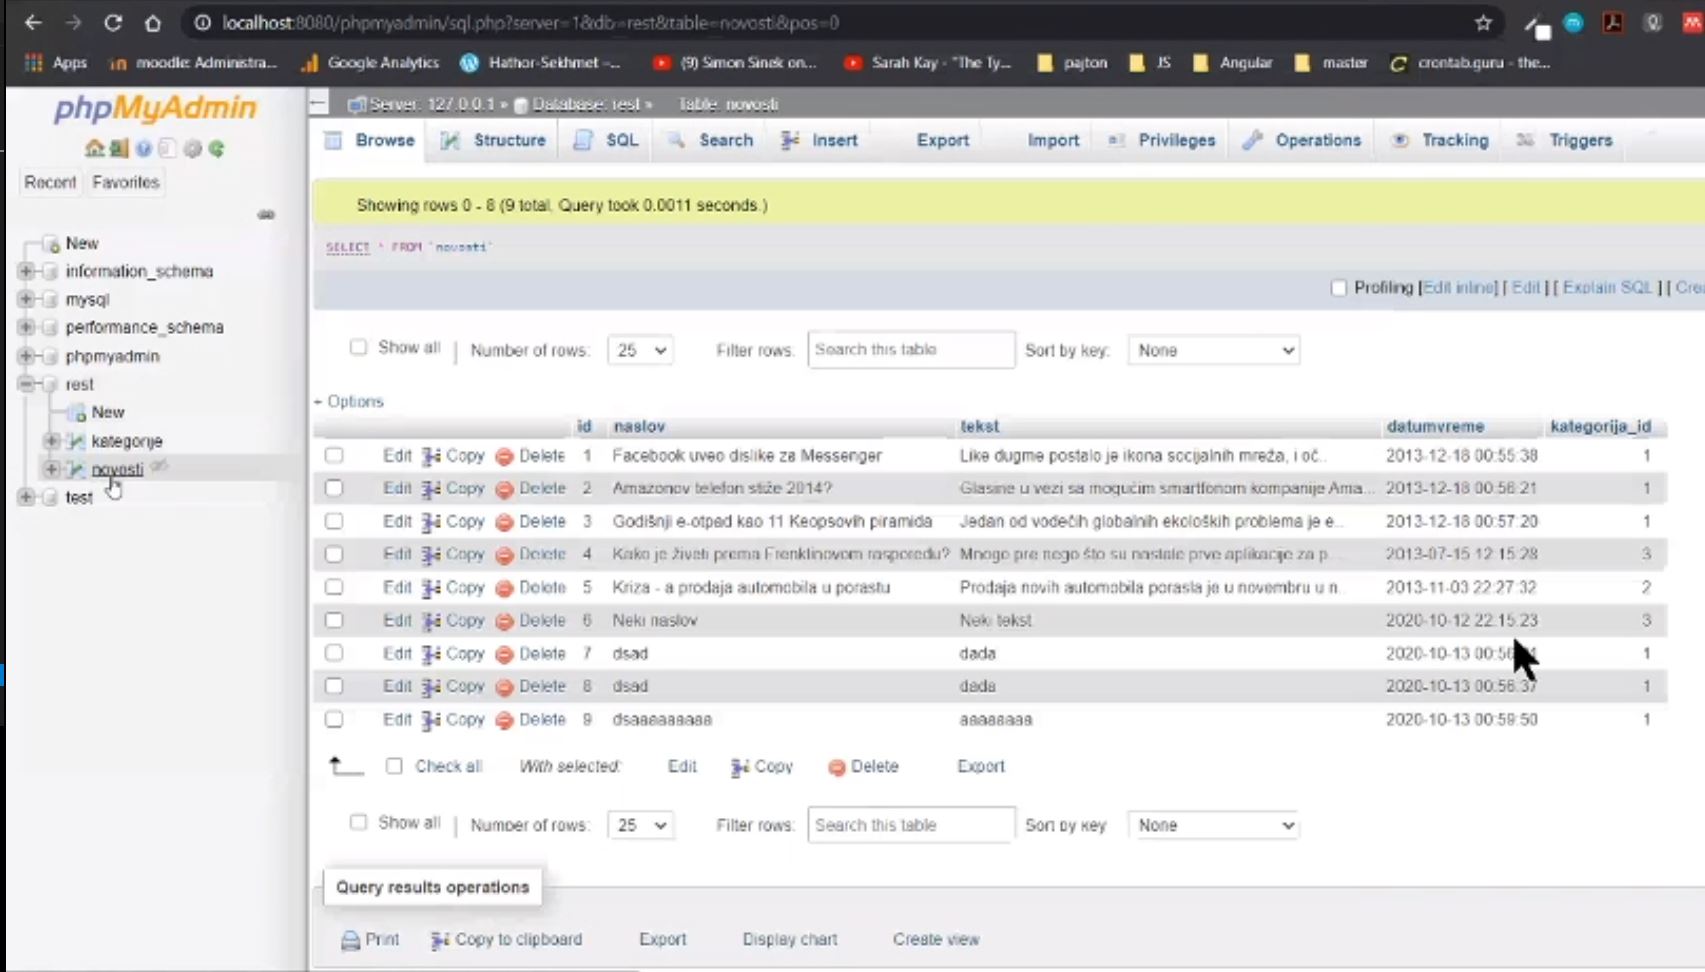 localhost:8080/phpmyadmin/sql.php?server=1&db=rest&table=novosti&pos=0
Apps moodle: Administra... Google Analytics Hathor-Sekhmet –... (9) Simon Sinek on... Sarah Kay - "The Ty... pajton JS Angular master crontab.guru - the...
phpMyAdmin
Recent Favorites
New
information_schema
mysql
performance_schema
phpmyadmin
rest
New
kategorije
novosti
test
Server: 127.0.0.1 » Database: rest » Table: novosti
Browse Structure SQL Search Insert Export Import Privileges Operations Tracking Triggers
Showing rows 0 - 8 (9 total, Query took 0.0011 seconds.)
SELECT * FROM `novosti`
Profiling [Edit inline] [ Edit ] [ Explain SQL ] [ Crea
Show all Number of rows: 25 Filter rows: Search this table Sort by key: None
+ Options
id naslov tekst datumvreme kategorija_id
Edit Copy Delete 1 Facebook uveo dislike za Messenger Like dugme postalo je ikona socijalnih mreža, i oč... 2013-12-18 00:55:38 1
Edit Copy Delete 2 Amazonov telefon stiže 2014? Glasine u vezi sa mogućim smartfonom kompanije Ama... 2013-12-18 00:56:21 1
Edit Copy Delete 3 Godišnji e-otpad kao 11 Keopsovih piramida Jedan od vodećih globalnih ekoloških problema je e... 2013-12-18 00:57:20 1
Edit Copy Delete 4 Kako je živeti prema Frenklinovom rasporedu? Mnogo pre nego što su nastale prve aplikacije za p... 2013-07-15 12:15:28 3
Edit Copy Delete 5 Kriza - a prodaja automobila u porastu Prodaja novih automobila porasla je u novembru u n... 2013-11-03 22:27:32 2
Edit Copy Delete 6 Neki naslov Neki tekst 2020-10-12 22:15:23 3
Edit Copy Delete 7 dsad dada 2020-10-13 1
Edit Copy Delete 8 dsad dada 2020-10-13 00:56:37 1
Edit Copy Delete 9 dsaaaaaaaaa aaaaaaaa 2020-10-13 00:59:50 1
Check all With selected: Edit Copy Delete Export
Show all Number of rows: 25 Filter rows: Search this table Sort by key: None
Query results operations
Print Copy to clipboard Export Display chart Create view